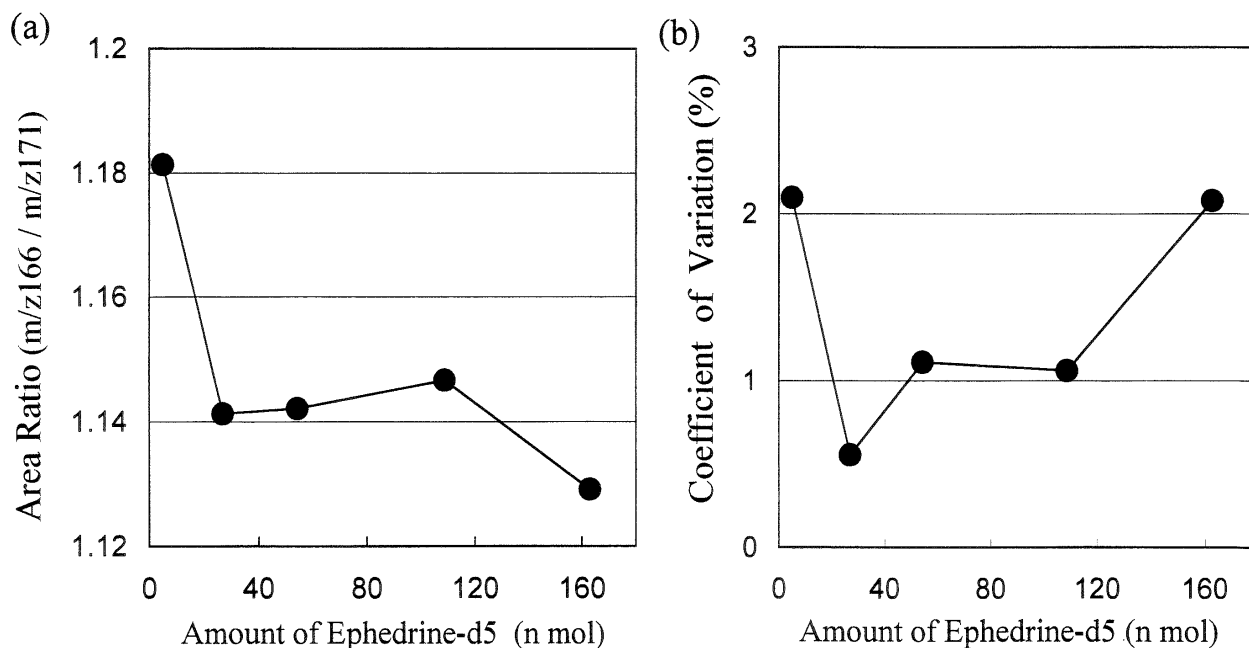 (a)
1.2
1.18
1.16
1.14
1.12
Area Ratio (m/z166 / m/z171)
0 40 80 120 160
Amount of Ephedrine-d5 (n mol)
(b)
3
2
1
0
Coefficient of Variation (%)
0 40 80 120 160
Amount of Ephedrine-d5 (n mol)